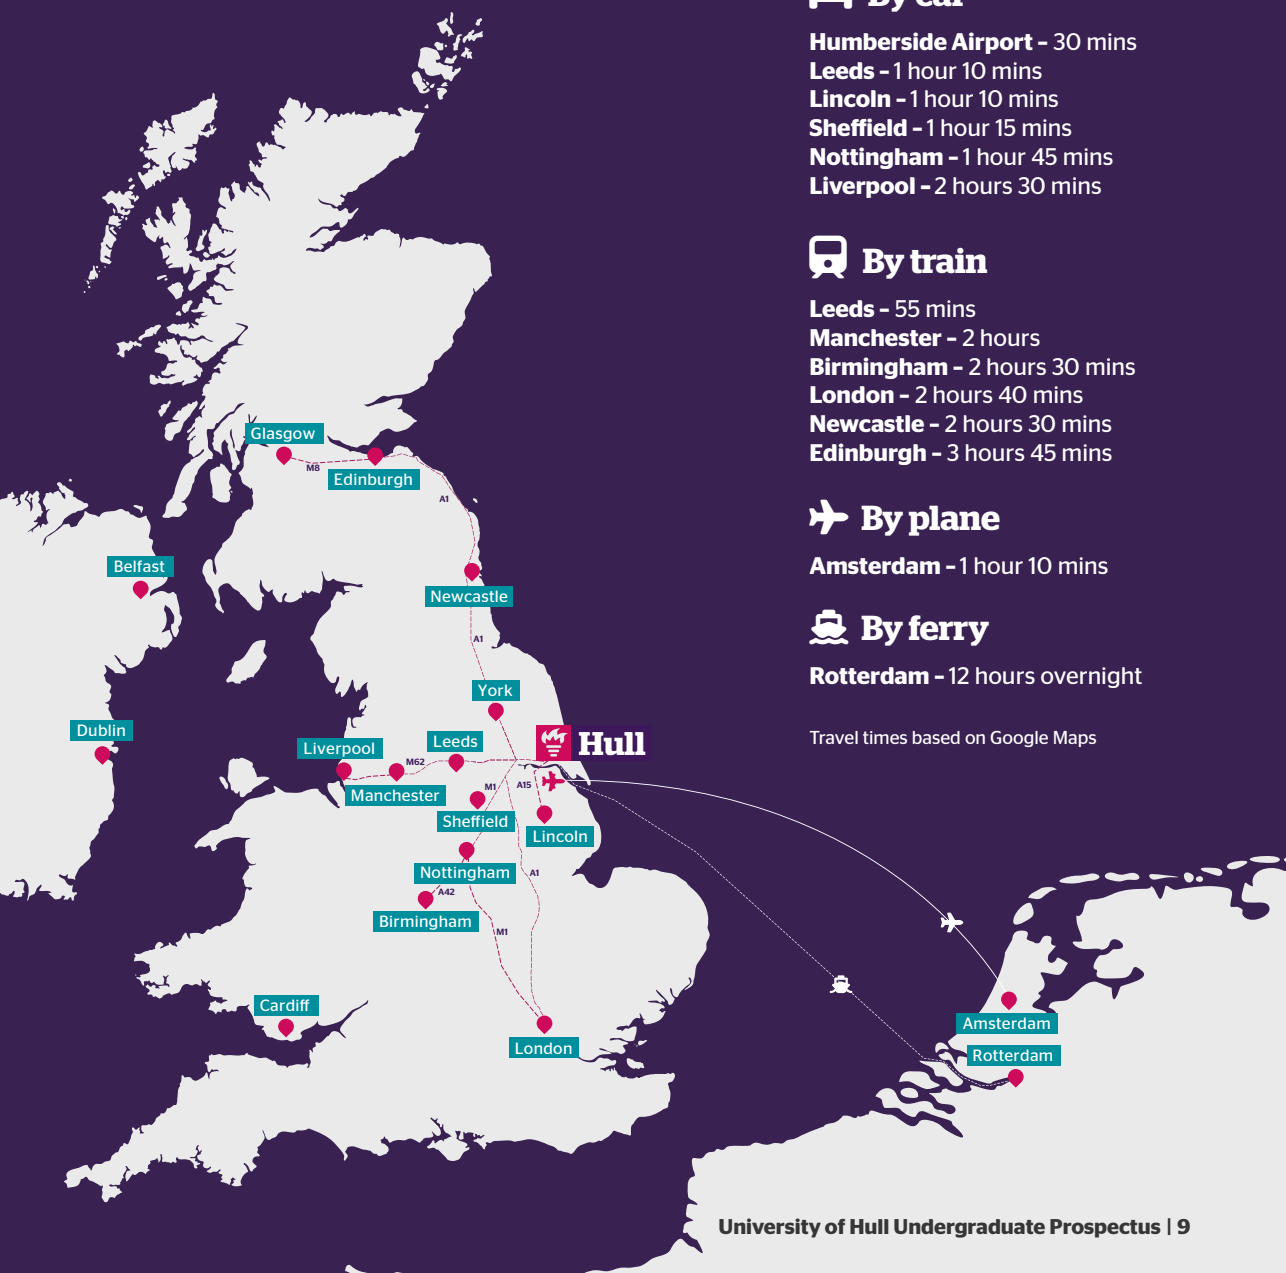 By car
Humberside Airport – 30 mins
Leeds – 1 hour 10 mins
Lincoln – 1 hour 10 mins
Sheffield – 1 hour 15 mins
Nottingham – 1 hour 45 mins
Liverpool – 2 hours 30 mins
By train
Leeds – 55 mins
Manchester – 2 hours
Birmingham – 2 hours 30 mins
London – 2 hours 40 mins
Newcastle – 2 hours 30 mins
Edinburgh – 3 hours 45 mins
By plane
Amsterdam – 1 hour 10 mins
By ferry
Rotterdam – 12 hours overnight
Travel times based on Google Maps
Glasgow
M8
Edinburgh
A1
Belfast
Newcastle
A1
York
Dublin
Liverpool
Leeds
Hull
M62
Manchester
M1
A15
Sheffield
Lincoln
Nottingham
A1
A42
Birmingham
M1
Cardiff
London
Amsterdam
Rotterdam
University of Hull Undergraduate Prospectus | 9